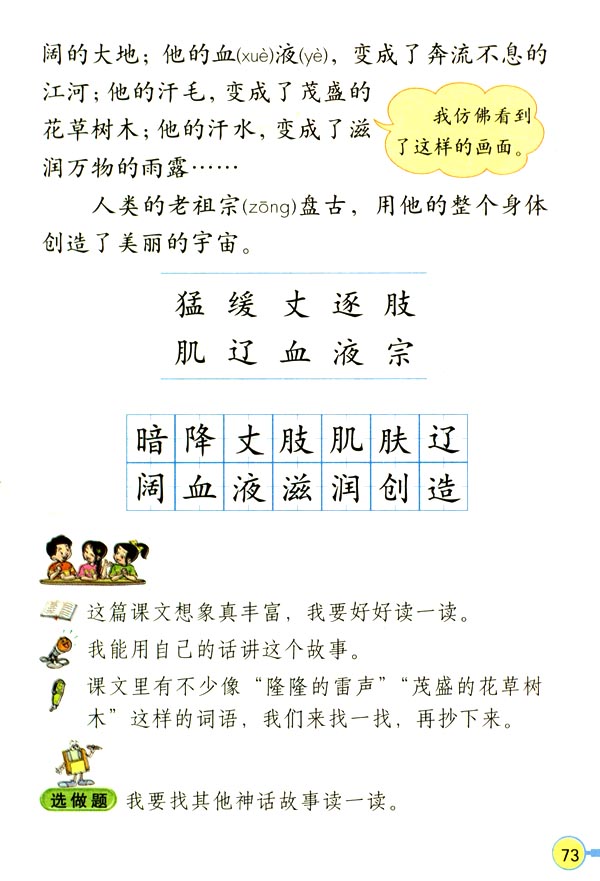 阔的大地；他的血(xuè)液(yè)，变成了奔流不息的
江河；他的汗毛，变成了茂盛的
花草树木；他的汗水，变成了滋
润万物的雨露……
我仿佛看到
了这样的画面。
人类的老祖宗(zōng)盘古，用他的整个身体
创造了美丽的宇宙。
猛 缓 丈 逐 肢
肌 辽 血 液 宗
暗 降 丈 肢 肌 肤 辽
阔 血 液 滋 润 创 造
这篇课文想象真丰富，我要好好读一读。
我能用自己的话讲这个故事。
课文里有不少像“隆隆的雷声”“茂盛的花草树
木”这样的词语，我们来找一找，再抄下来。
选做题 我要找其他神话故事读一读。
73